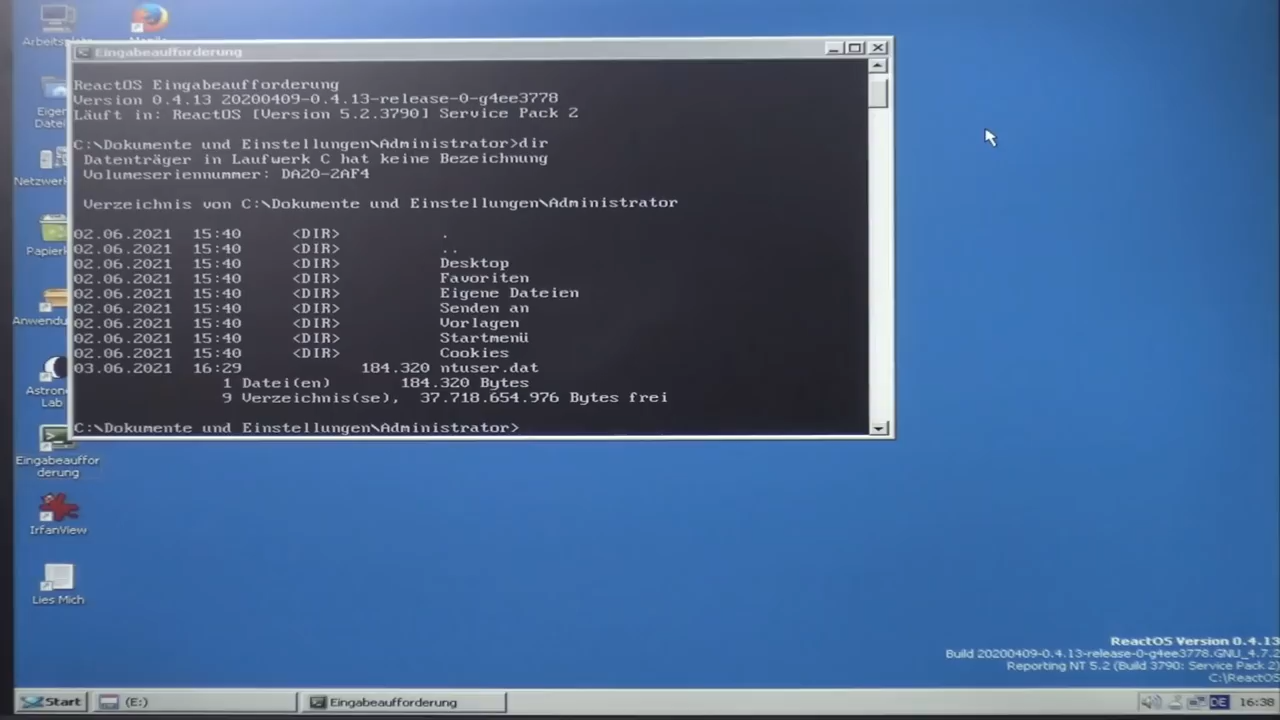 Eingabeaufforderung
ReactOS Eingabeaufforderung
Version 0.4.13 20200409-0.4.13-release-0-g4ee3778
Läuft in: ReactOS [Version 5.2.3790] Service Pack 2
C:\Dokumente und Einstellungen\Administrator>dir
Datenträger in Laufwerk C hat keine Bezeichnung
Volumeseriennummer: DA20-2AF4
Verzeichnis von C:\Dokumente und Einstellungen\Administrator
02.06.2021 15:40 <DIR> .
02.06.2021 15:40 <DIR> ..
02.06.2021 15:40 <DIR> Desktop
02.06.2021 15:40 <DIR> Favoriten
02.06.2021 15:40 <DIR> Eigene Dateien
02.06.2021 15:40 <DIR> Senden an
02.06.2021 15:40 <DIR> Vorlagen
02.06.2021 15:40 <DIR> Startmenü
02.06.2021 15:40 <DIR> Cookies
03.06.2021 16:29 184.320 ntuser.dat
1 Datei(en) 184.320 Bytes
9 Verzeichnis(se), 37.718.654.976 Bytes frei
C:\Dokumente und Einstellungen\Administrator>
Eige
Datei
Netzwerk
Papierk
Anwendu
Astron
Lab
Eingabeauffor
derung
IrfanView
Lies Mich
ReactOS Version 0.4.13
Build 20200409-0.4.13-release-0-g4ee3778.GNU_4.7.2
Reporting NT 5.2 (Build 3790: Service Pack 2)
C:\ReactOS
Start
(E:)
Eingabeaufforderung
DE
16:38